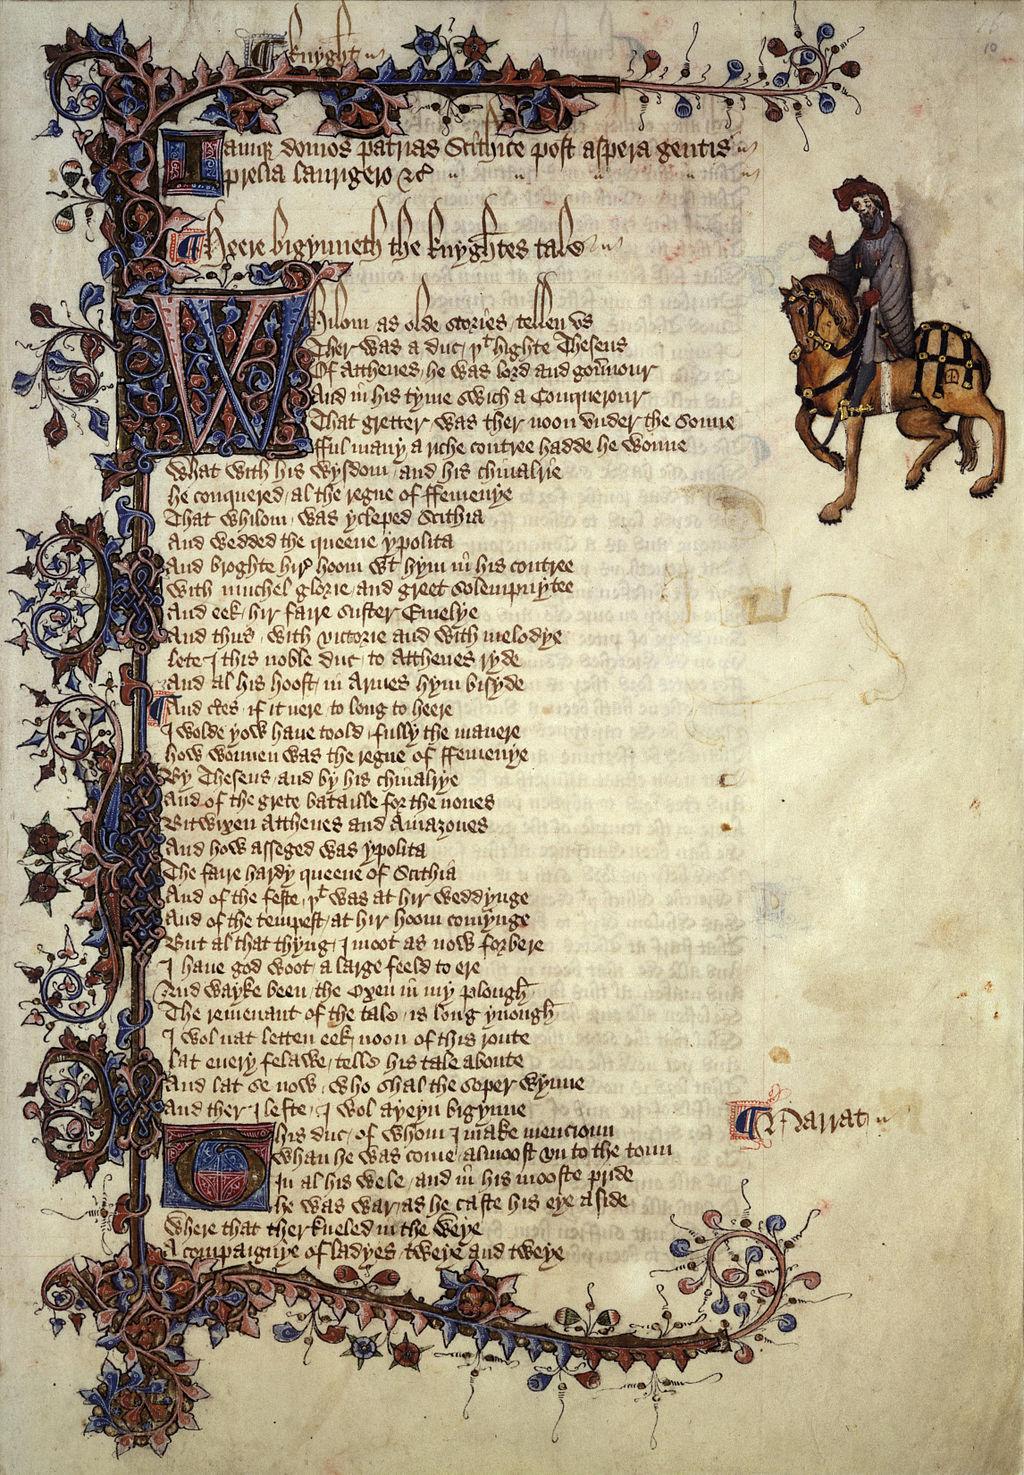 ¶ Knyght
Iamque domos patrias Scithice post aspera gentis
prelia laurigero &c̃
¶ Heere bigynneth the knyghtes tale
Whilom as olde stories / tellen vs
Ther was a duc / þᵗ highte Theseus
Of Atthenes / he was lord and gou̾nour
And in his tyme swich a Conquerour
That gretter was ther noon vnder the sonne
fful many a riche contree hadde he wonne
What with his wysdom / and his chiualrie
he conquered / al the regne of ffemenye
That whilom / was ycleped Scithia
And wedded the queene ypolita
And broghte hir̾ hoom wᵗ hym in̄ his contree
with muchel glorie / and greet solempnytee
And eek / hir faire suster Emelye
And thus / with victorie and with melodye
lete I this noble duc / to Atthenes ryde
And al his hoost / in Armes hym bisyde
¶ And certes / if it nere to long to heere
I wolde yow haue toold / fully the manere
how wonnen was the regne of ffemenye
By Theseus and by his chiualrye
And of the grete bataille for the nones
Bitwixen Atthenes and Amazones
And how asseged was ypolita
The faire hardy queene of Scithia
And of the feste / þᵗ was at hir weddynge
And of the tempest / at hir hoom comynge
But al that thyng / I moot as now forbere
I haue god woot / a large feeld to ere
And wayke been / the Oxen in my plough
The remenant of the tale / is long ynough
I wol nat letten eek / noon of this route
lat euery felawe / telle his tale aboute
And lat se now / who shal the soper wynne
And ther I lefte / I wol ayeyn bigynne
This duc / of whom I make mencioun
¶ Narrat
whan he was come / almoost vn to the toun
In al his wele / and in̄ his mooste pride
he was war / as he caste his eye aside
where that ther kneled in the weye
A compaignye of ladyes / tweye and tweye